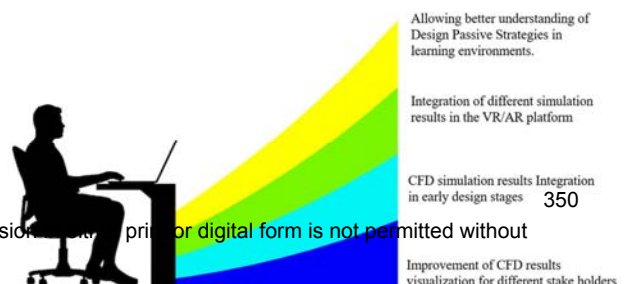 Allowing better understanding of
Design Passive Strategies in
learning environments.
Integration of different simulation
results in the VR/AR platform
CFD simulation results Integration
in early design stages
350
or digital form is not permitted without
Improvement of CFD results
visualization for different stake holders